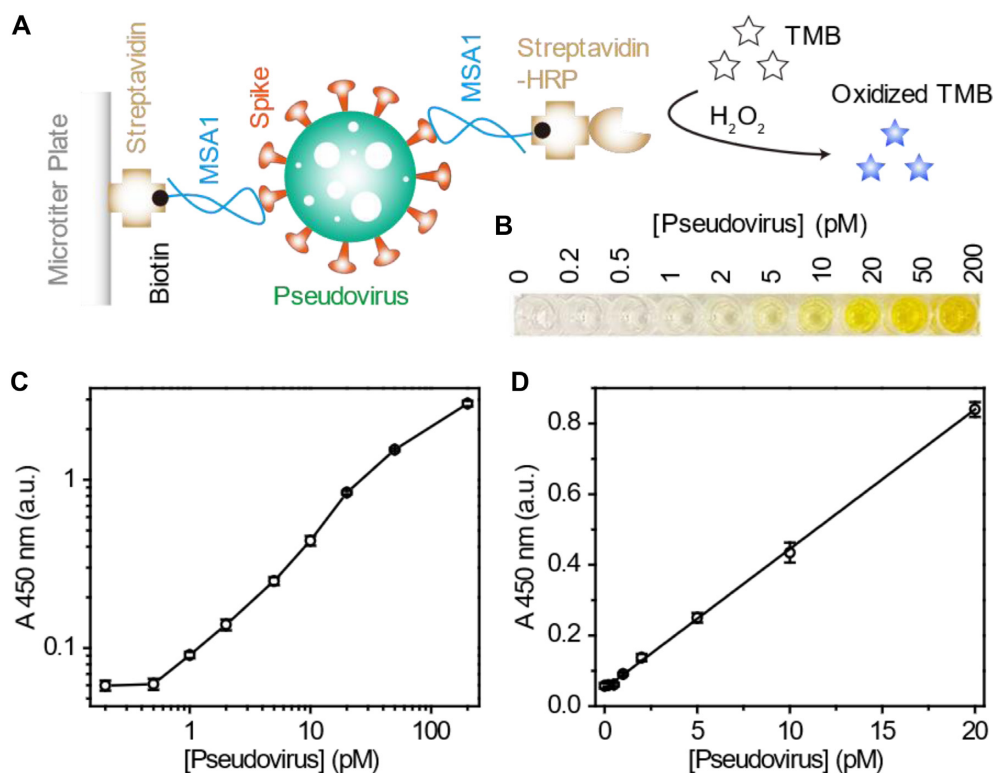 A
Microtiter Plate
Streptavidin
Biotin
MSA1
Spike
Pseudovirus
MSA1
Streptavidin
-HRP
TMB
H2O2
Oxidized TMB
B
[Pseudovirus] (pM)
0 0.2 0.5 1 2 5 10 20 50 200
C
A 450 nm (a.u.)
1
0.1
1 10 100
[Pseudovirus] (pM)
D
A 450 nm (a.u.)
0.8
0.6
0.4
0.2
0.0
0 5 10 15 20
[Pseudovirus] (pM)